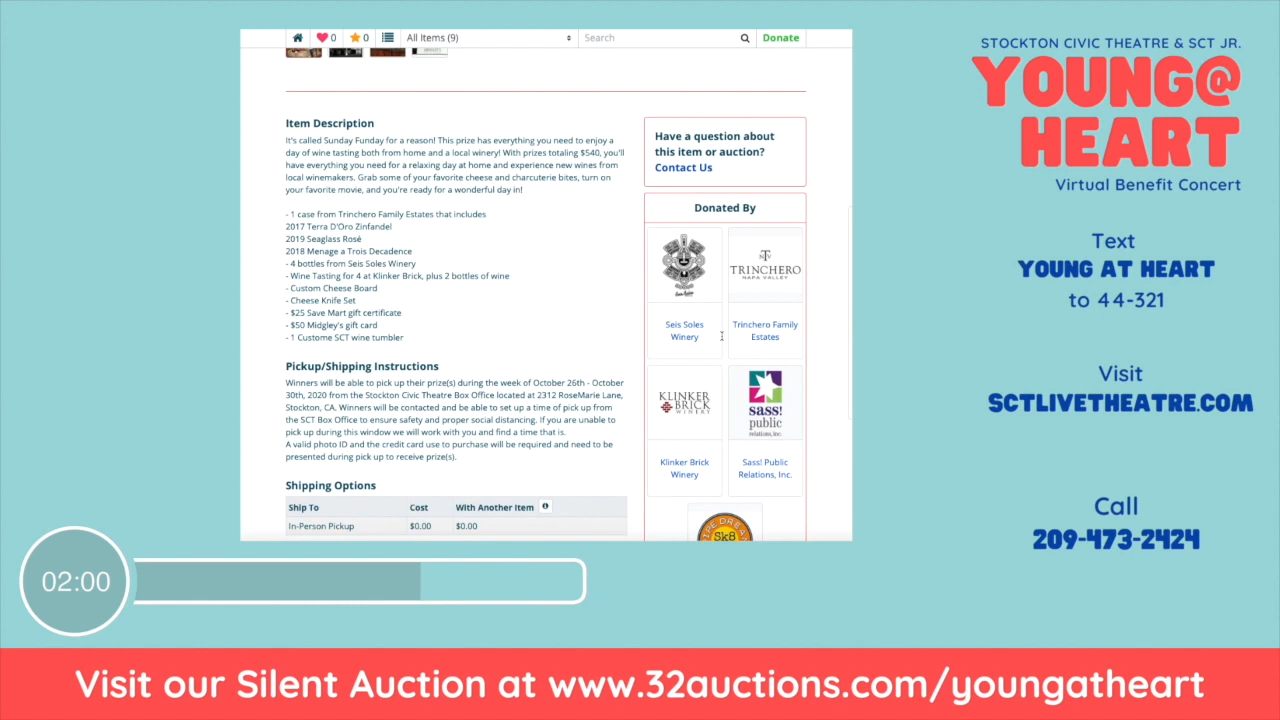 0
0
All Items (9)
Search
Donate
Item Description
It's called Sunday Funday for a reason! This prize has everything you need to enjoy a
day of wine tasting both from home and a local winery! With prizes totaling $540, you'll
have everything you need for a relaxing day at home and experience new wines from
local winemakers. Grab some of your favorite cheese and charcuterie bites, turn on
your favorite movie, and you're ready for a wonderful day in!
- 1 case from Trinchero Family Estates that includes
2017 Terra D'Oro Zinfandel
2019 Seaglass Rosé
2018 Menage a Trois Decadence
- 4 bottles from Seis Soles Winery
- Wine Tasting for 4 at Klinker Brick, plus 2 bottles of wine
- Custom Cheese Board
- Cheese Knife Set
- $25 Save Mart gift certificate
- $50 Midgley's gift card
- 1 Custome SCT wine tumbler
Pickup/Shipping Instructions
Winners will be able to pick up their prize(s) during the week of October 26th - October
30th, 2020 from the Stockton Civic Theatre Box Office located at 2312 RoseMarie Lane,
Stockton, CA. Winners will be contacted and be able to set up a time of pick up from
the SCT Box Office to ensure safety and proper social distancing. If you are unable to
pick up during this window we will work with you and find a time that is.
A valid photo ID and the credit card use to purchase will be required and need to be
presented during pick up to receive prize(s).
Shipping Options
Ship To Cost With Another Item
In-Person Pickup $0.00 $0.00
Have a question about
this item or auction?
Contact Us
Donated By
Seis Soles
Winery
TRINCHERO
NAPA VALLEY
Trinchero Family
Estates
KLINKER
BRICK
WINERY
Klinker Brick
Winery
sass!
public
relations, inc.
Sass! Public
Relations, Inc.
PIPE DREAM
Sk8
STOCKTON CIVIC THEATRE & SCT JR.
YOUNG@
HEART
Virtual Benefit Concert
Text
YOUNG AT HEART
to 44-321
Visit
SCTLIVETHEATRE.COM
Call
209-473-2424
02:00
Visit our Silent Auction at www.32auctions.com/youngatheart